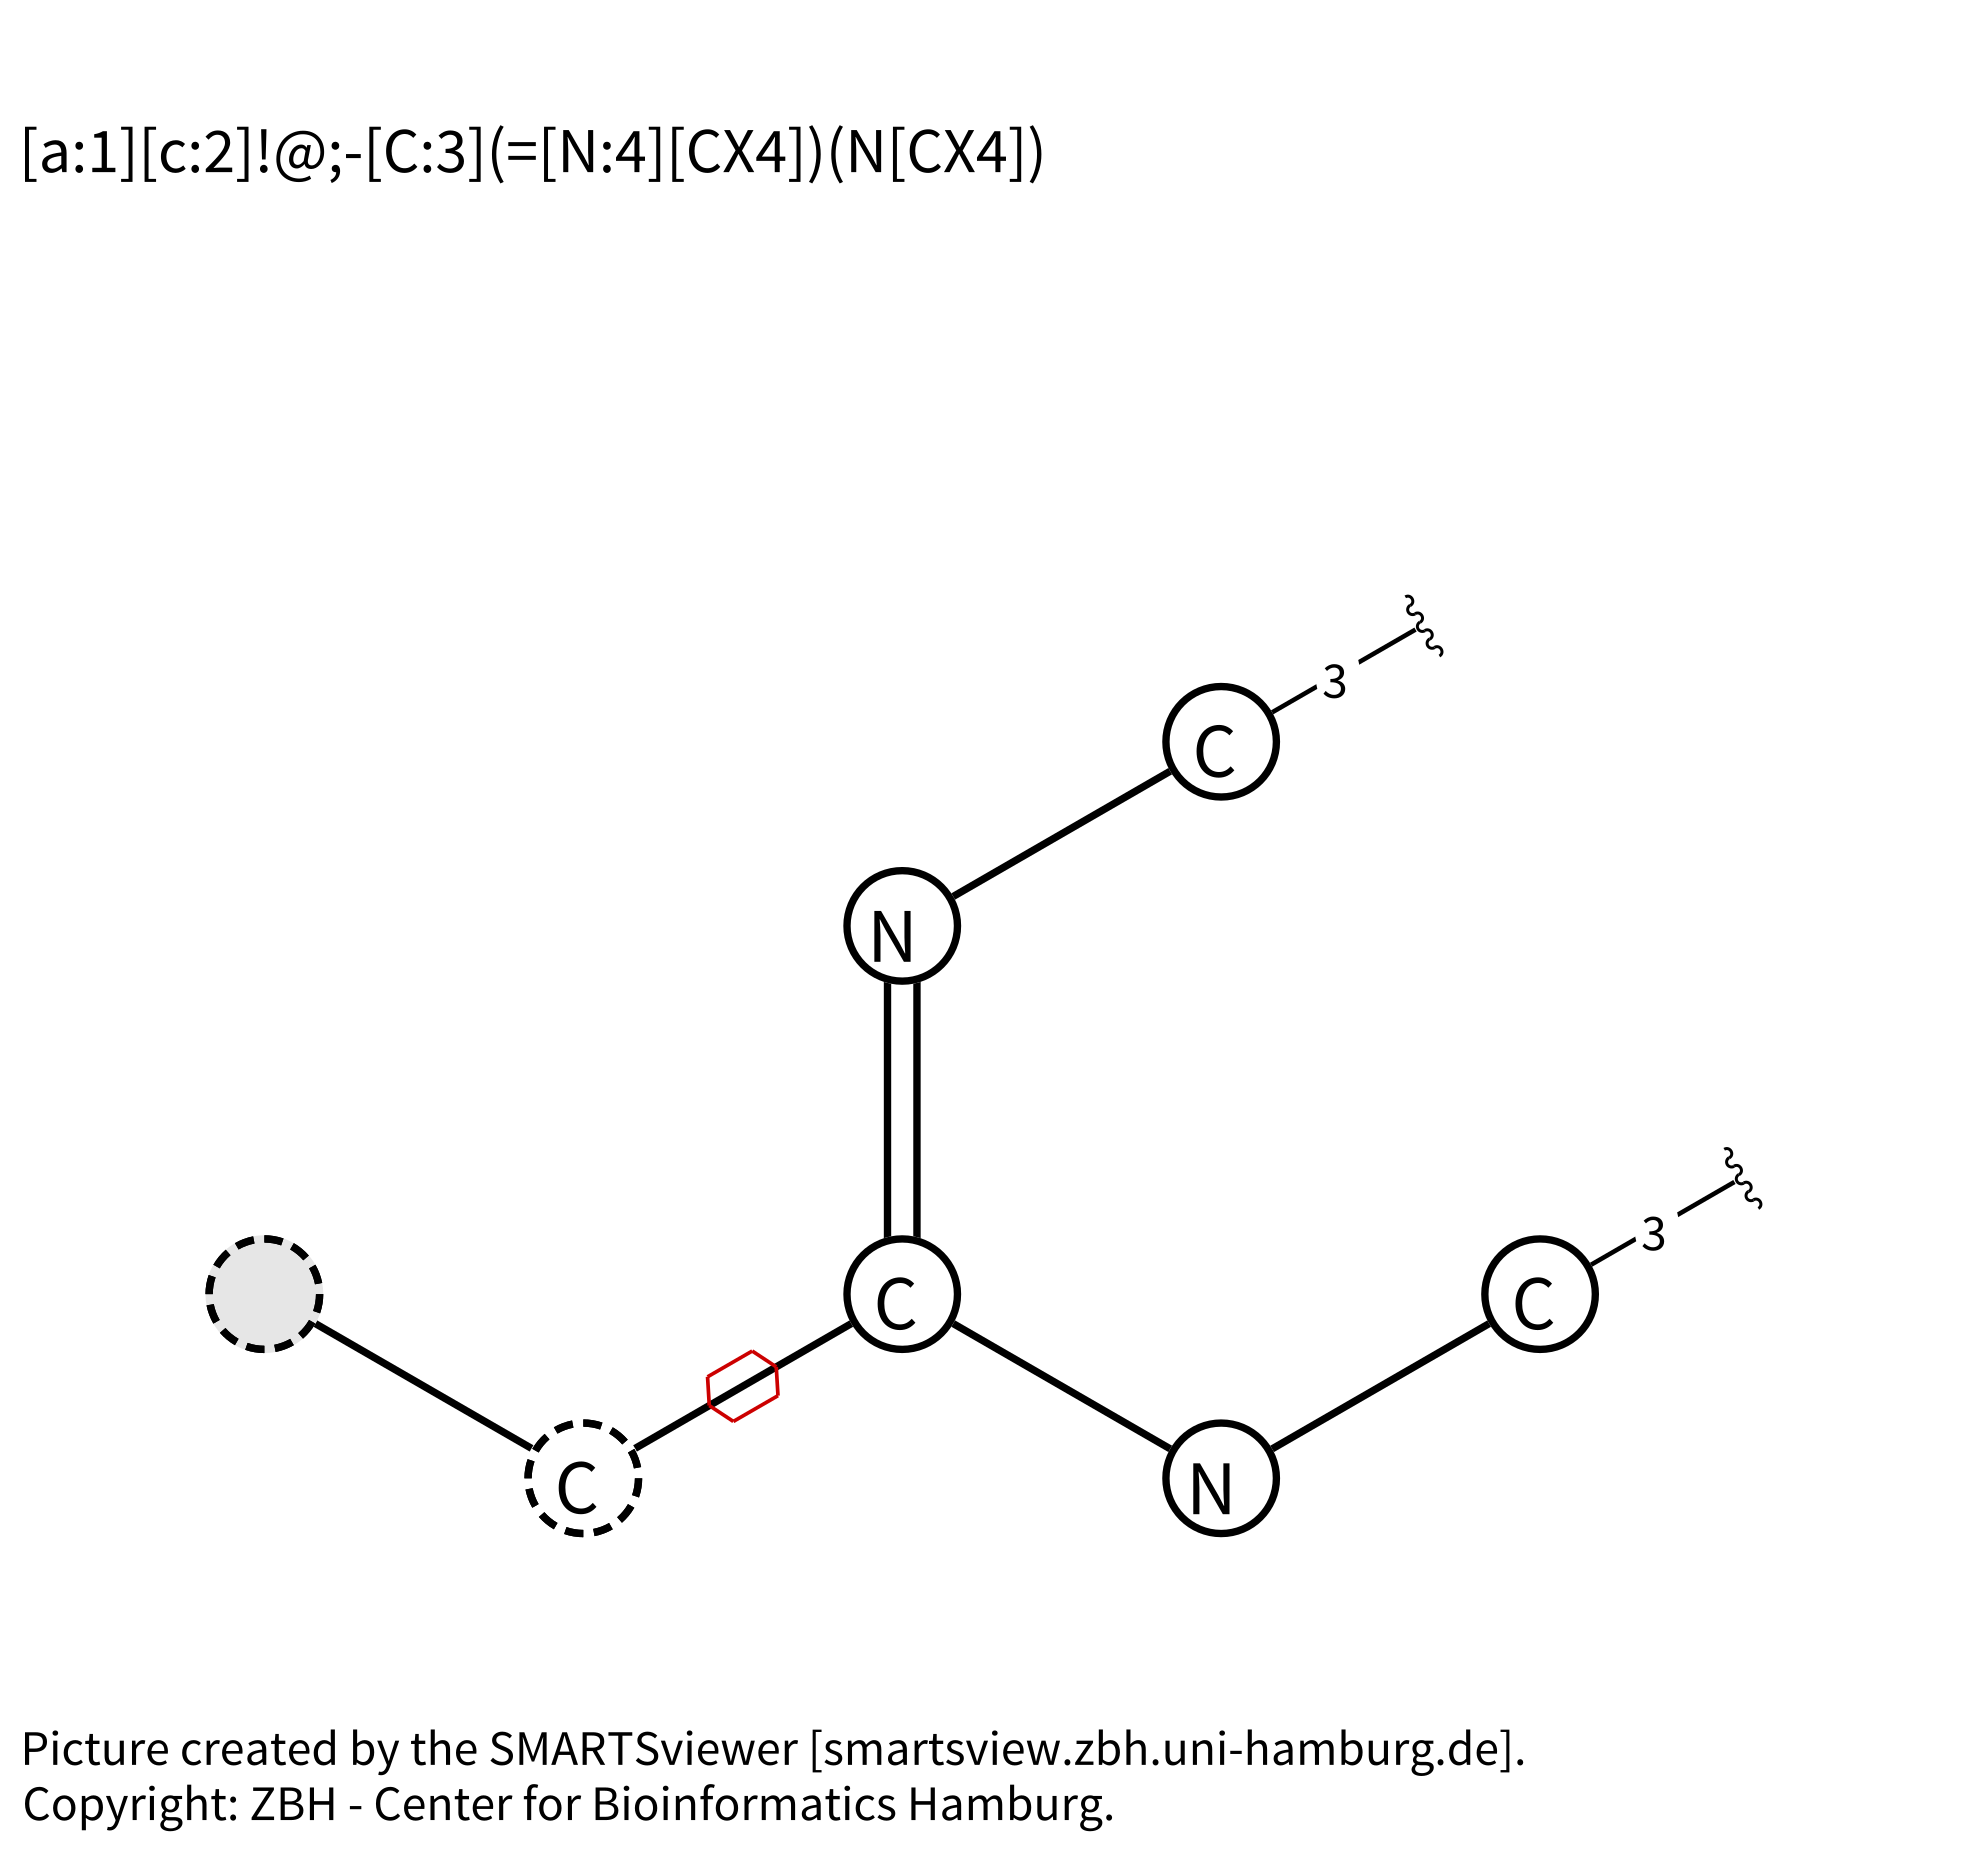 [a:1][c:2]!@;-[C:3](=[N:4][CX4])(N[CX4])
3
C
N
3
C
C
C
N
Picture created by the SMARTSviewer [smartsview.zbh.uni-hamburg.de].
Copyright: ZBH - Center for Bioinformatics Hamburg.